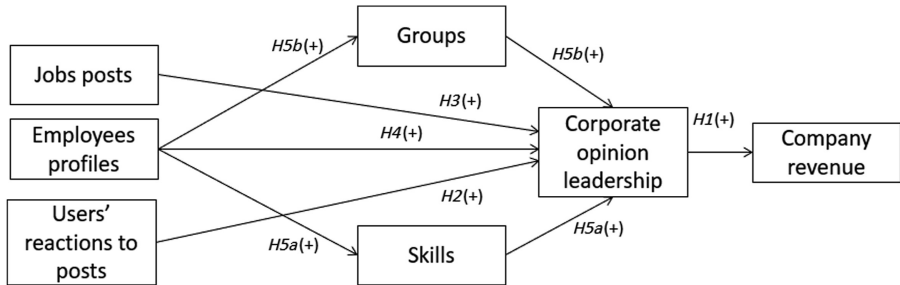 H5b(+)
Groups
H5b(+)
Jobs posts
H3(+)
Employees
profiles
H4(+)
Corporate
opinion
leadership
H1(+)
Company
revenue
Users'
reactions to
posts
H2(+)
H5a(+)
Skills
H5a(+)